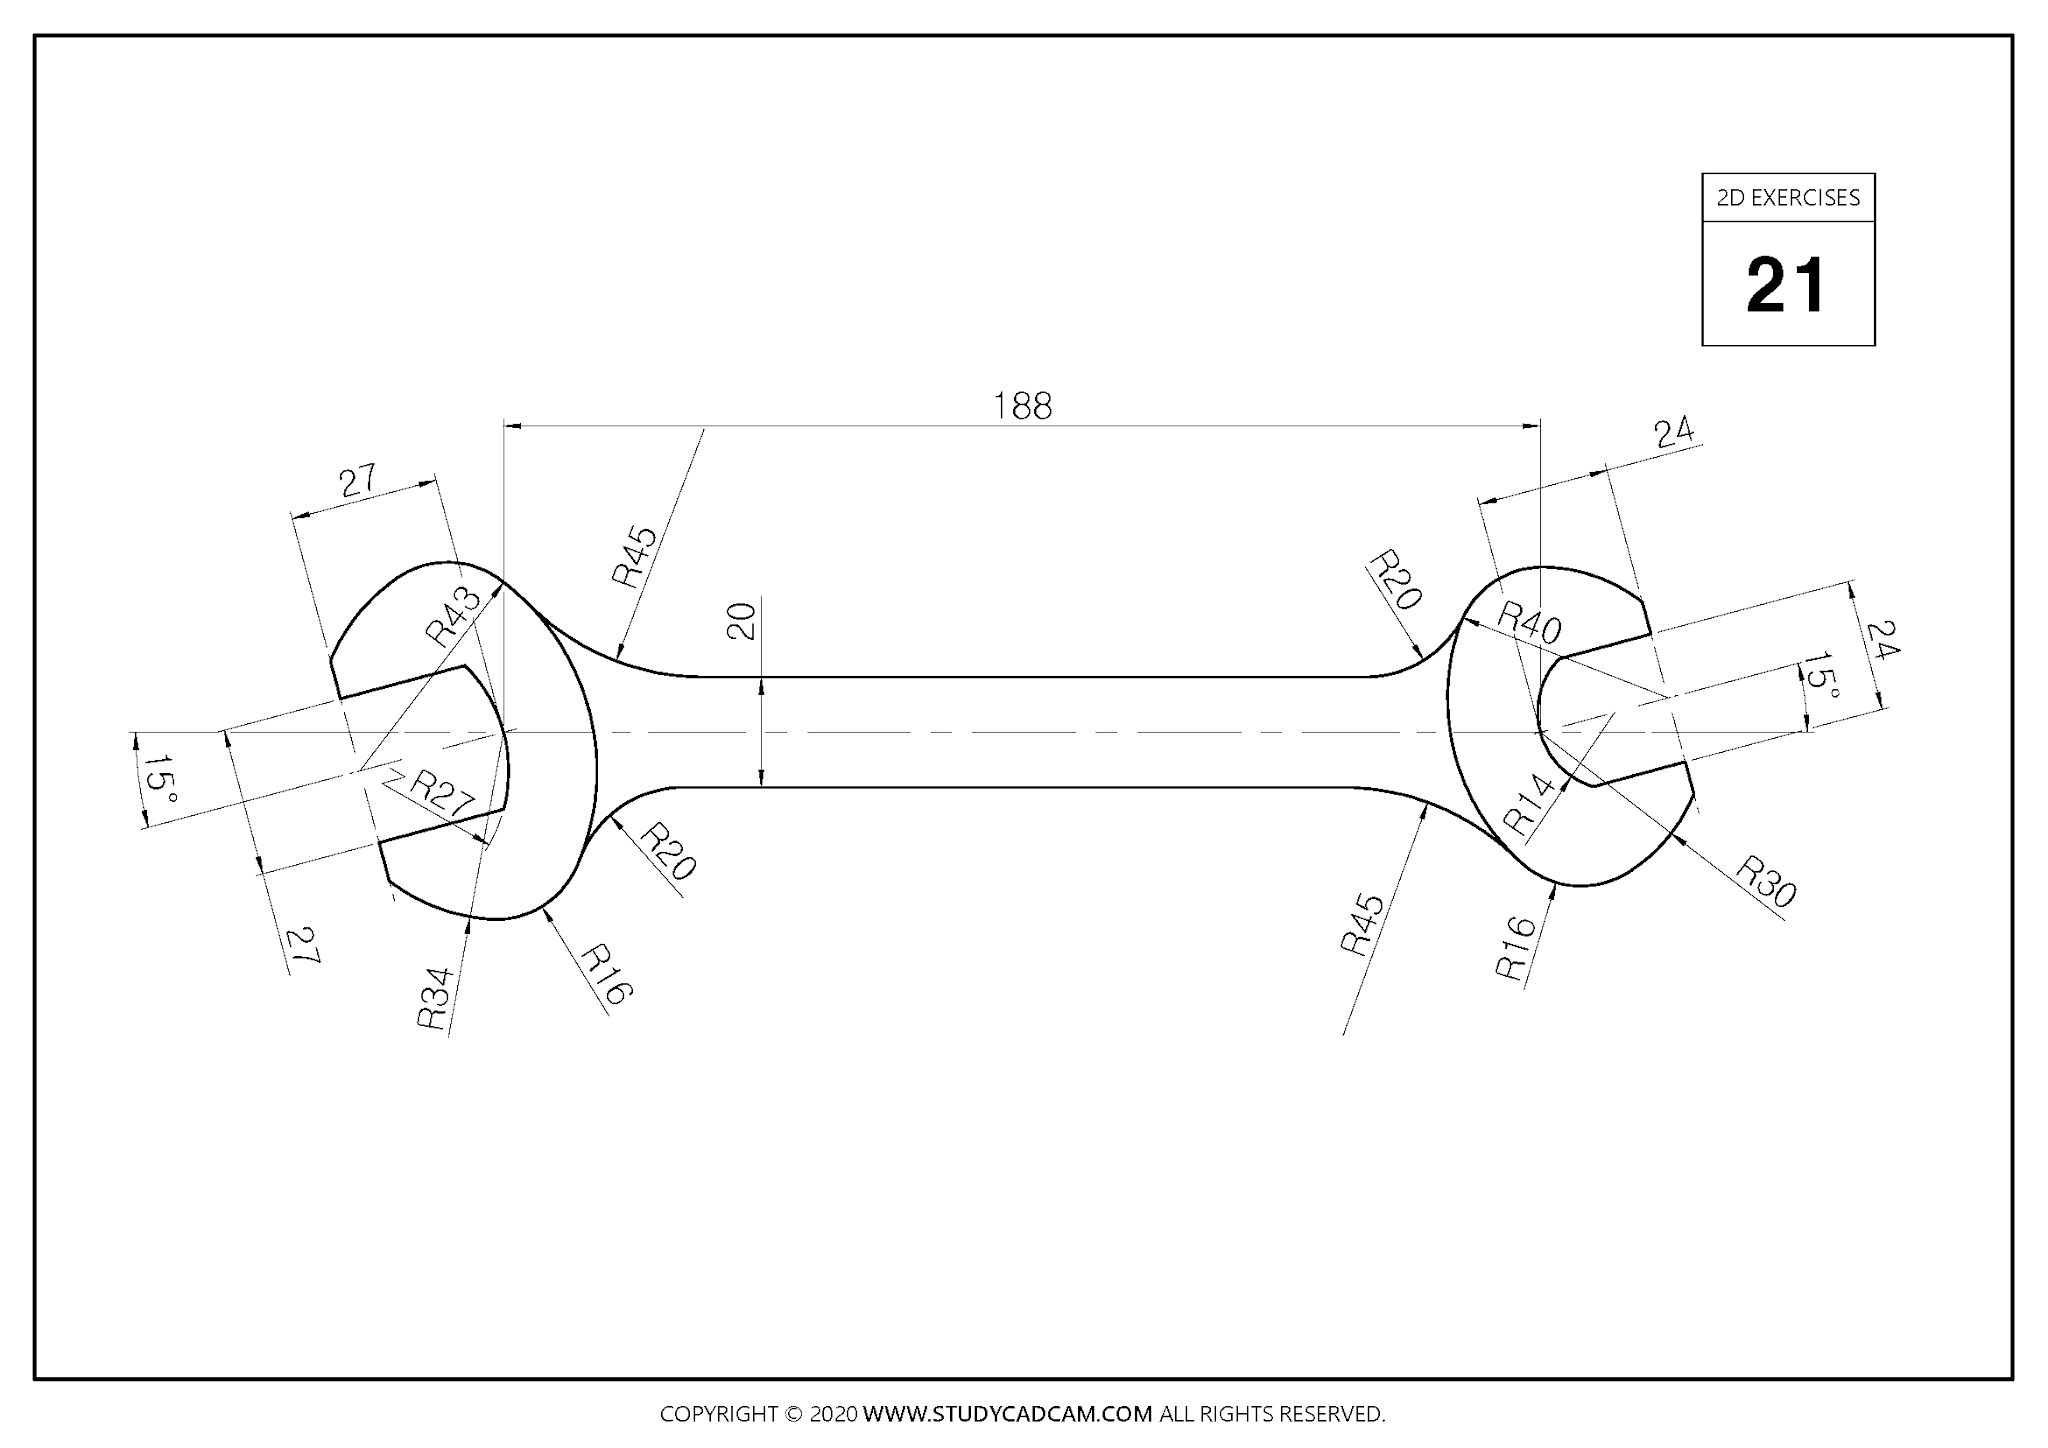 2D EXERCISES
21
188
24
27
R45
R20
R43
20
R40
24
15°
15°
R27
R14
R20
R30
27
R34
R16
R45
R16
COPYRIGHT © 2020 WWW.STUDYCADCAM.COM ALL RIGHTS RESERVED.